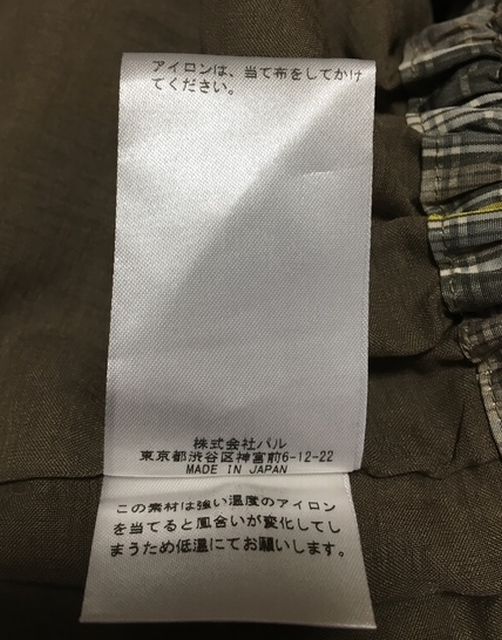 アイロンは、当て布をしてかけ
てください。
株式会社パル
東京都渋谷区神宮前6-12-22
MADE IN JAPAN
この素材は強い温度のアイロン
を当てると風合いが変化してし
まうため低温にてお願いします。